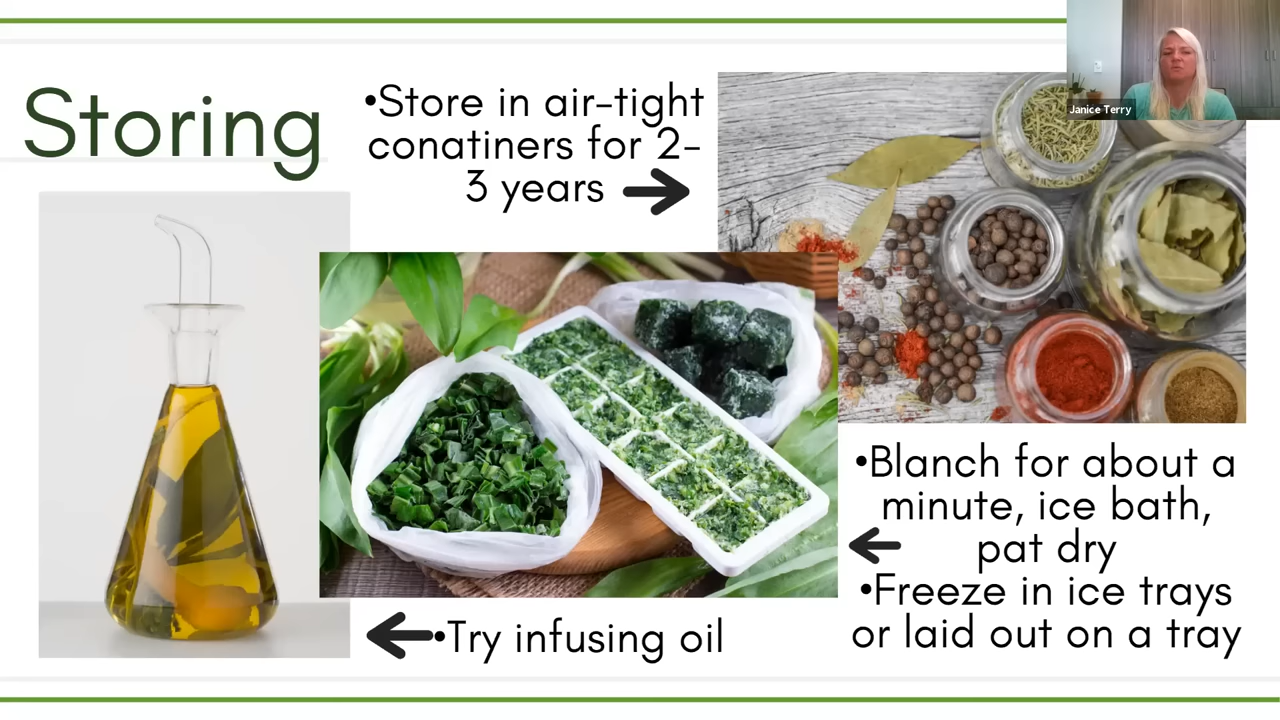 Storing
•Store in air-tight
conatiners for 2-
3 years
Janice Terry
•Blanch for about a
minute, ice bath,
pat dry
•Freeze in ice trays
or laid out on a tray
•Try infusing oil